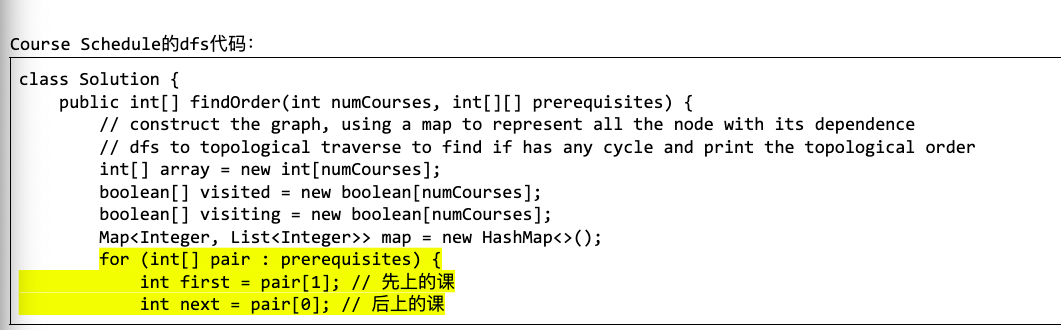 Course Schedule的dfs代码：
class Solution {
    public int[] findOrder(int numCourses, int[][] prerequisites) {
        // construct the graph, using a map to represent all the node with its dependence
        // dfs to topological traverse to find if has any cycle and print the topological order
        int[] array = new int[numCourses];
        boolean[] visited = new boolean[numCourses];
        boolean[] visiting = new boolean[numCourses];
        Map<Integer, List<Integer>> map = new HashMap<>();
        for (int[] pair : prerequisites) {
            int first = pair[1]; // 先上的课
            int next = pair[0]; // 后上的课